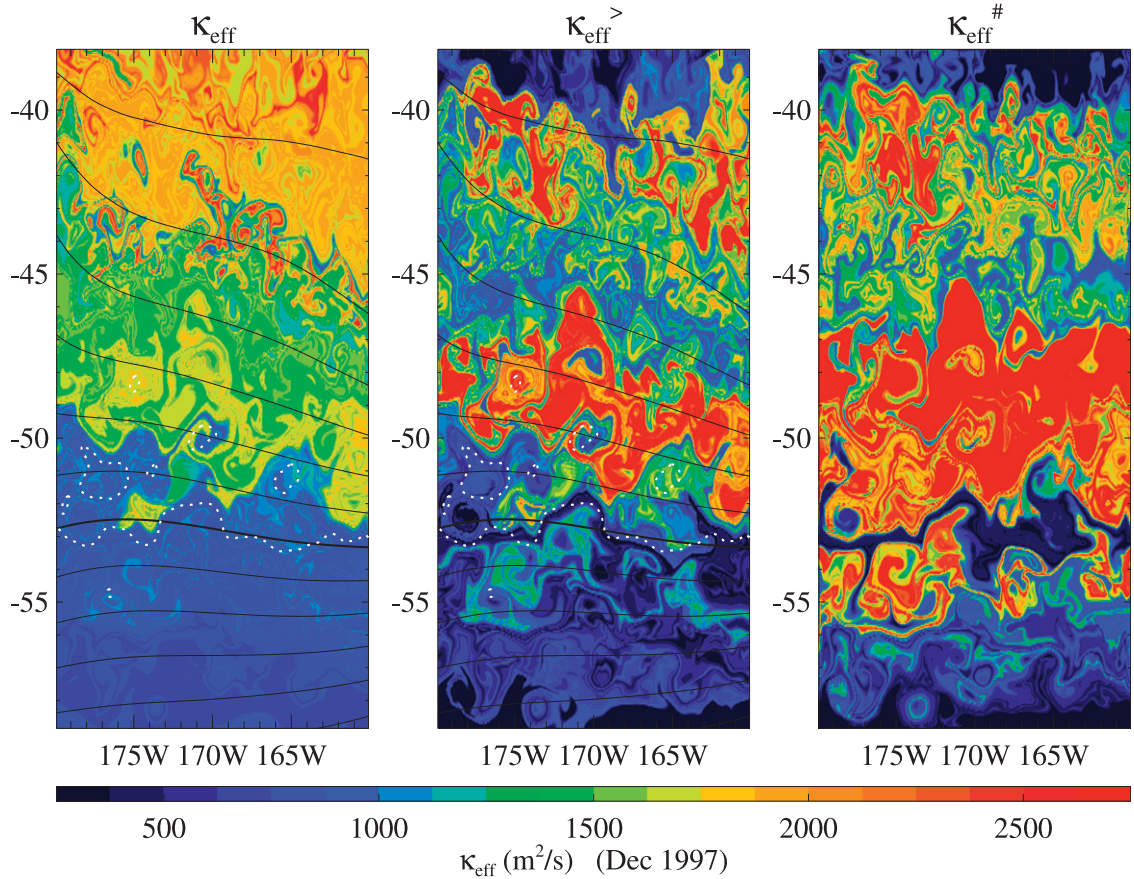 κeff κeff> κeff#
-40 -40 -40
-45 -45 -45
-50 -50 -50
-55 -55 -55
175W 170W 165W 175W 170W 165W 175W 170W 165W
500 1000 1500 2000 2500
κeff (m²/s) (Dec 1997)